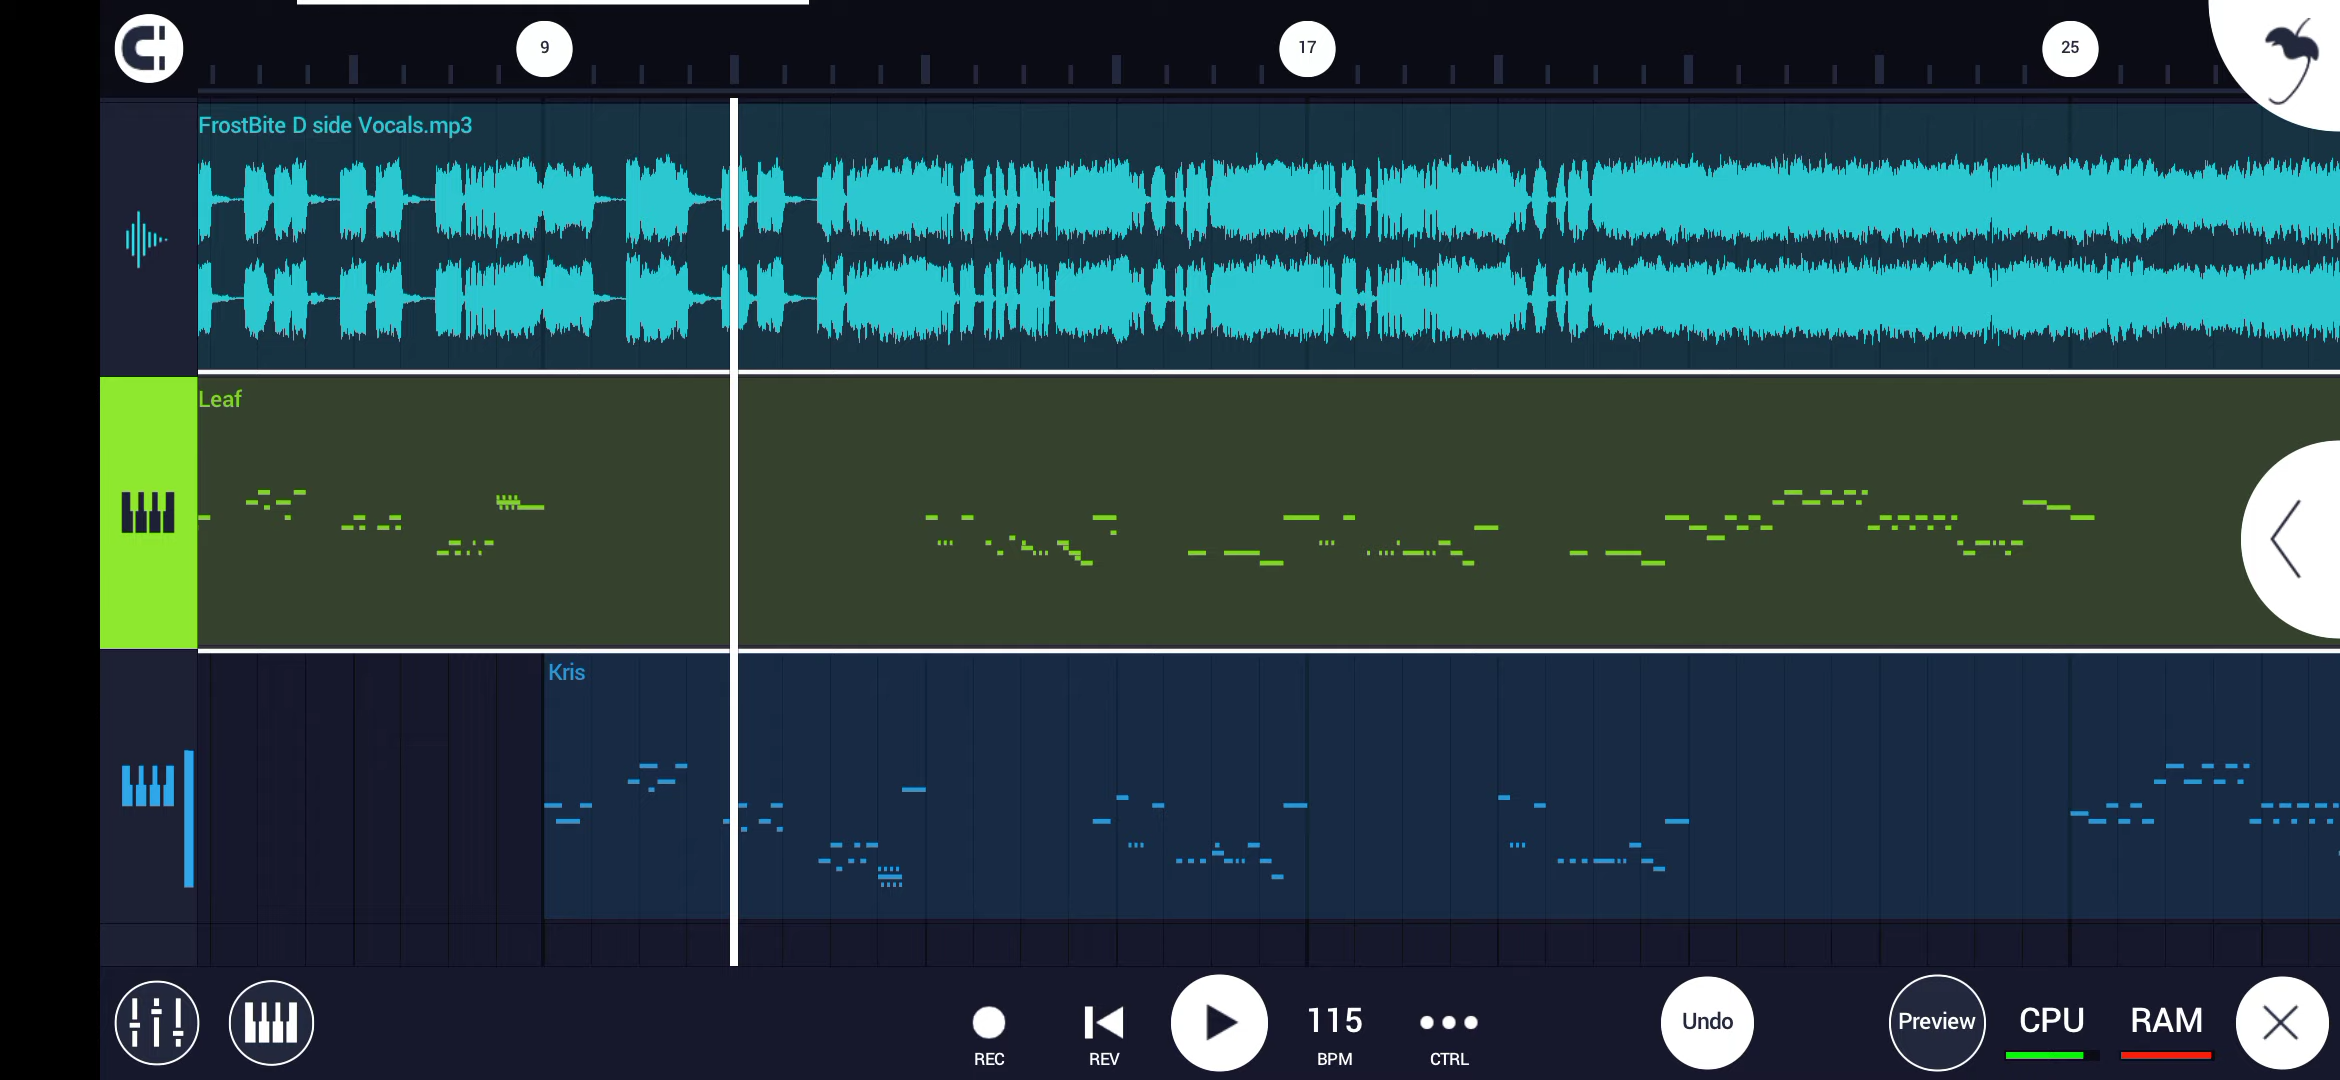 9
17
25
FrostBite D side Vocals.mp3
Leaf
Kris
REC
REV
115
BPM
CTRL
Undo
Preview
CPU
RAM